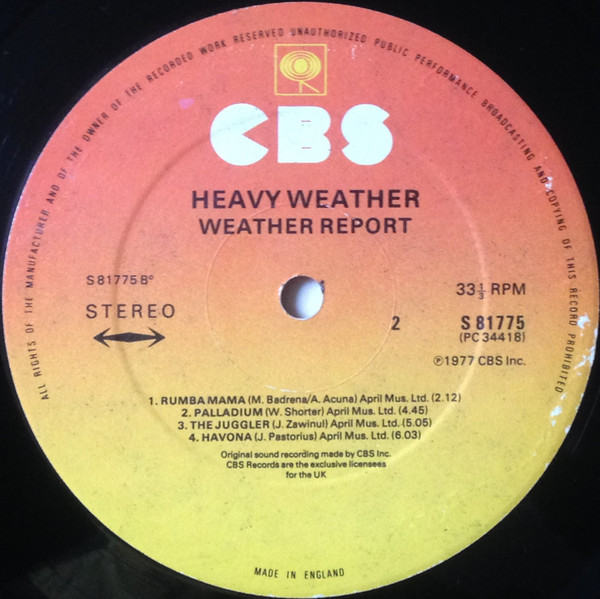 ALL RIGHTS OF THE MANUFACTURER AND OF THE OWNER OF THE RECORDED WORK RESERVED UNAUTHORIZED PUBLIC PERFORMANCE BROADCASTING AND COPYING OF THIS RECORD PROHIBITED
CBS
HEAVY WEATHER
WEATHER REPORT
S 81775 B°
STEREO
33⅓ RPM
2
S 81775
(PC 34418)
℗1977 CBS Inc.
1. RUMBA MAMA (M. Badrena/A. Acuna) April Mus. Ltd. (2.12)
2. PALLADIUM (W. Shorter) April Mus. Ltd. (4.45)
3. THE JUGGLER (J. Zawinul) April Mus. Ltd. (5.05)
4. HAVONA (J. Pastorius) April Mus. Ltd. (6.03)
Original sound recording made by CBS Inc.
CBS Records are the exclusive licensees
for the UK
MADE IN ENGLAND